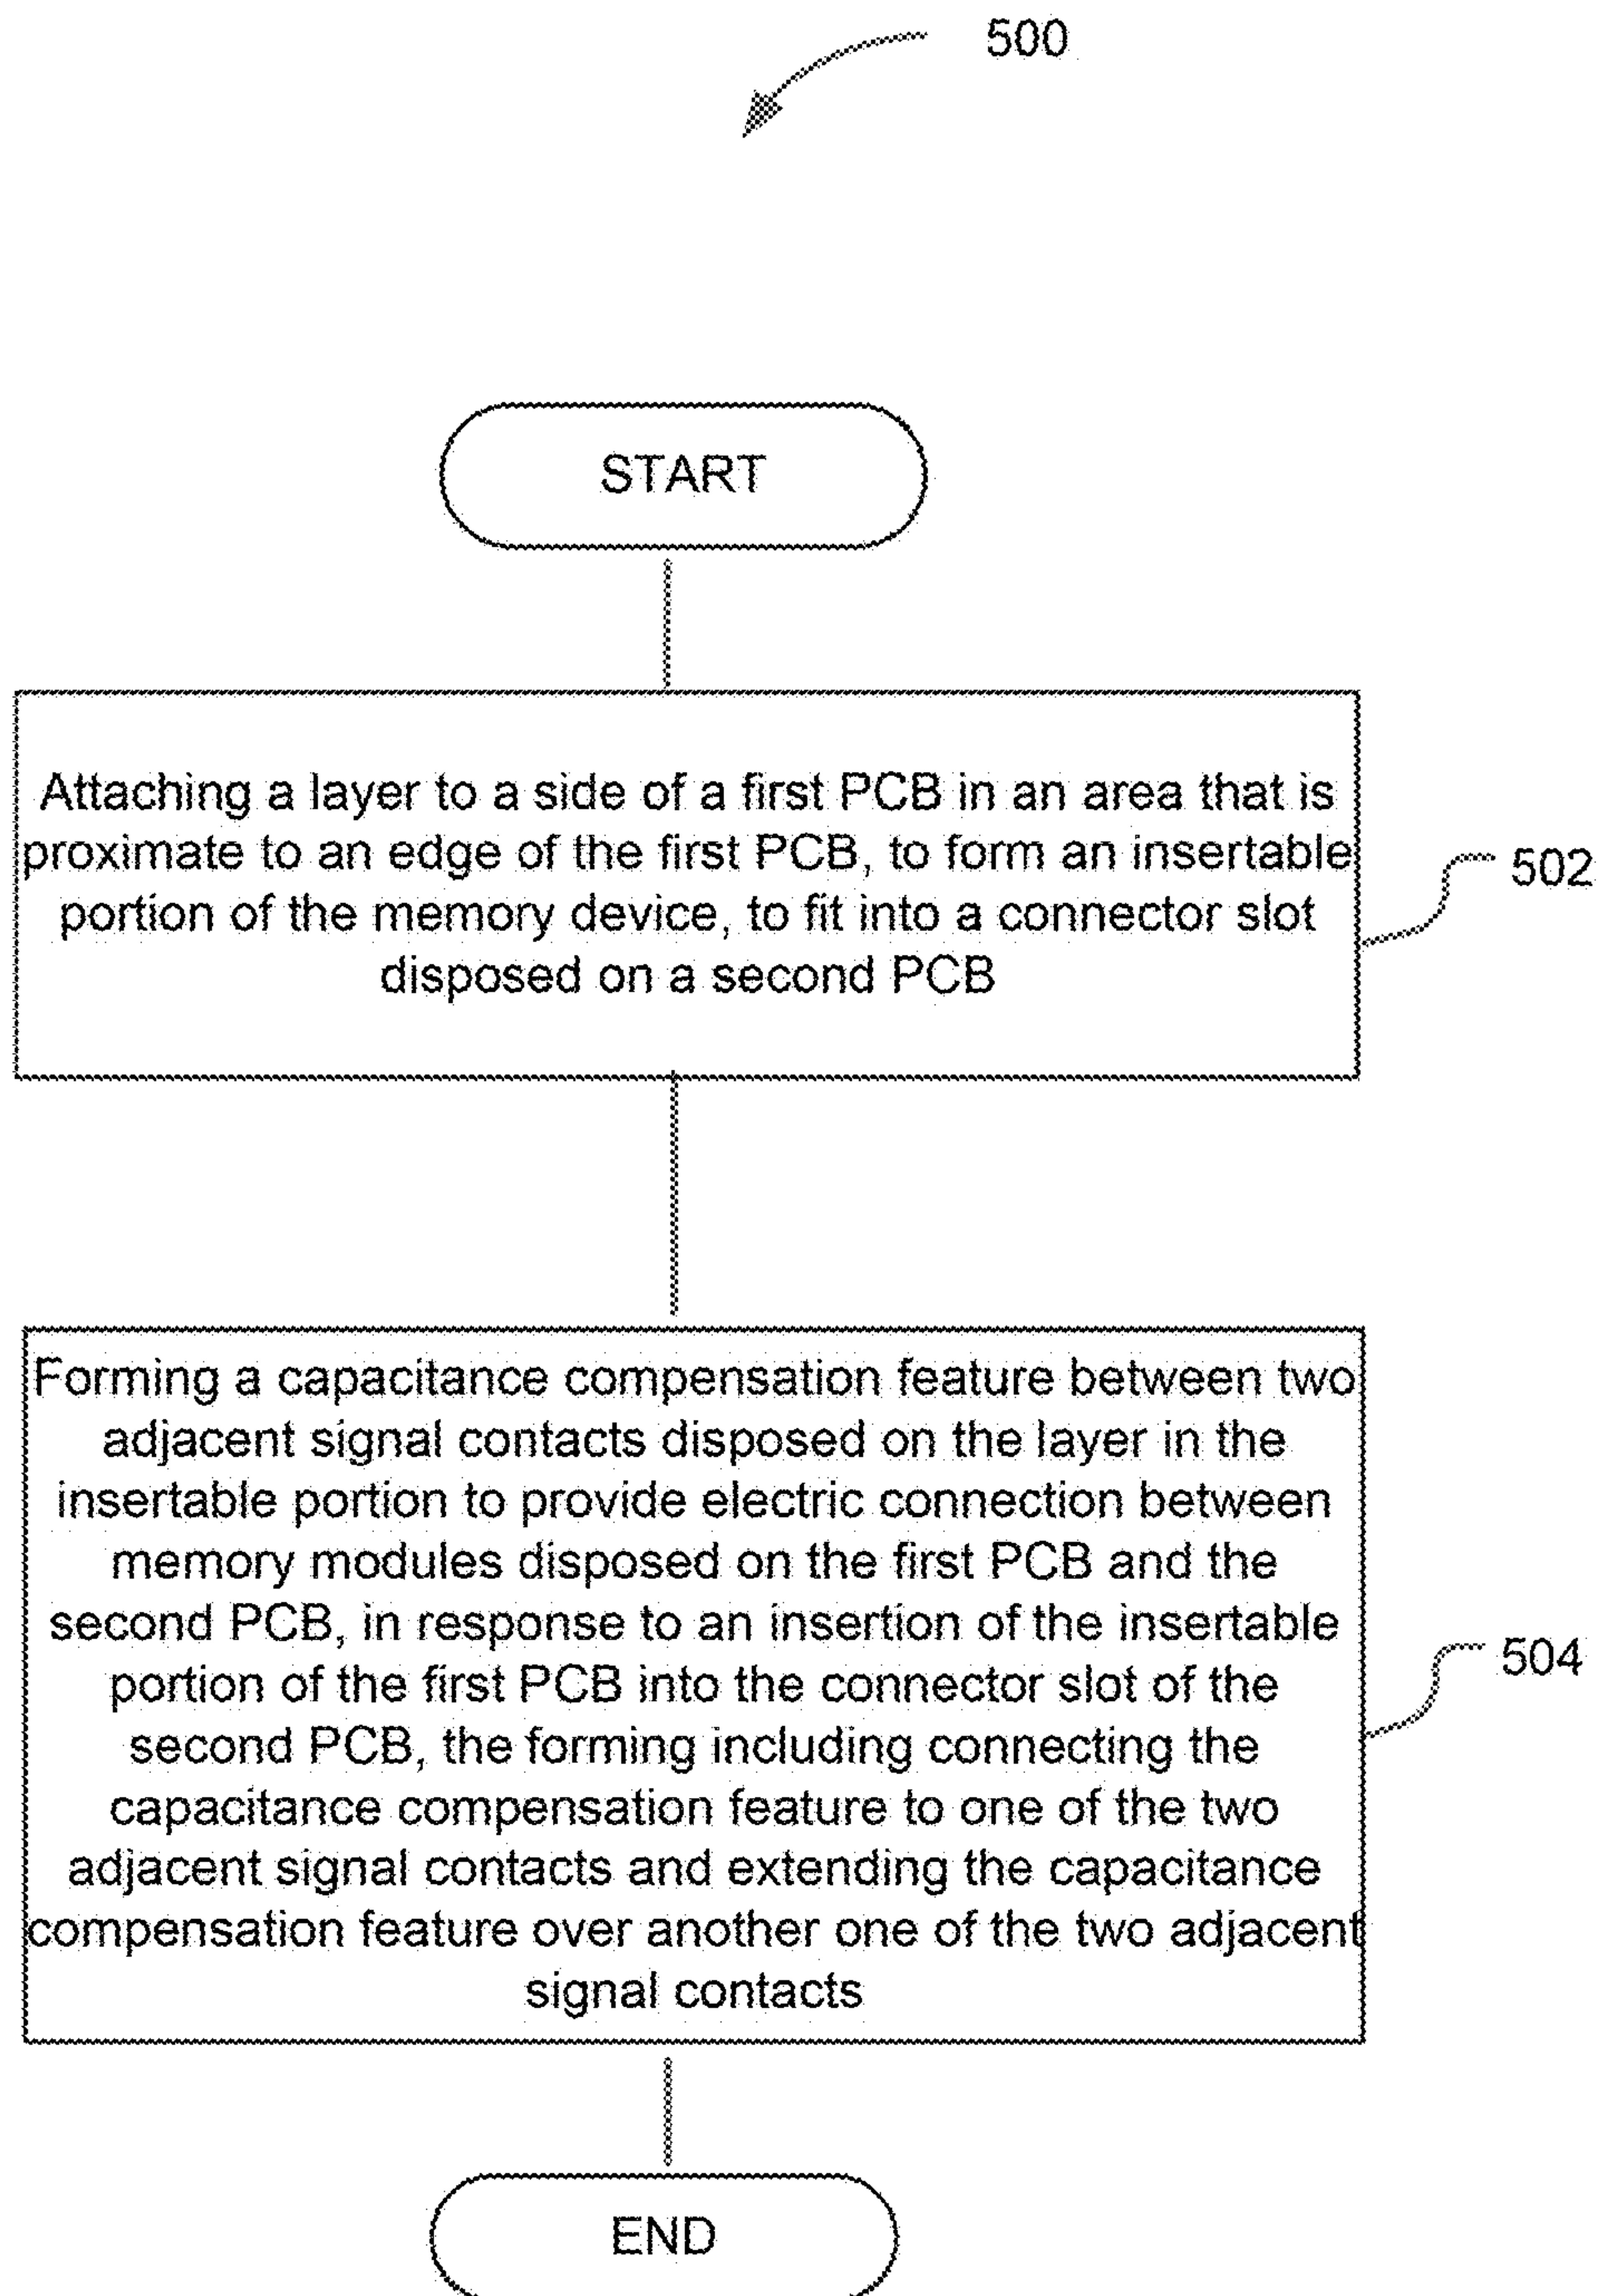 500
START
Attaching a layer to a side of a first PCB in an area that is
proximate to an edge of the first PCB, to form an insertable
portion of the memory device, to fit into a connector slot
disposed on a second PCB
502
Forming a capacitance compensation feature between two
adjacent signal contacts disposed on the layer in the
insertable portion to provide electric connection between
memory modules disposed on the first PCB and the
second PCB, in response to an insertion of the insertable
portion of the first PCB into the connector slot of the
second PCB, the forming including connecting the
capacitance compensation feature to one of the two
adjacent signal contacts and extending the capacitance
compensation feature over another one of the two adjacent
signal contacts
504
END